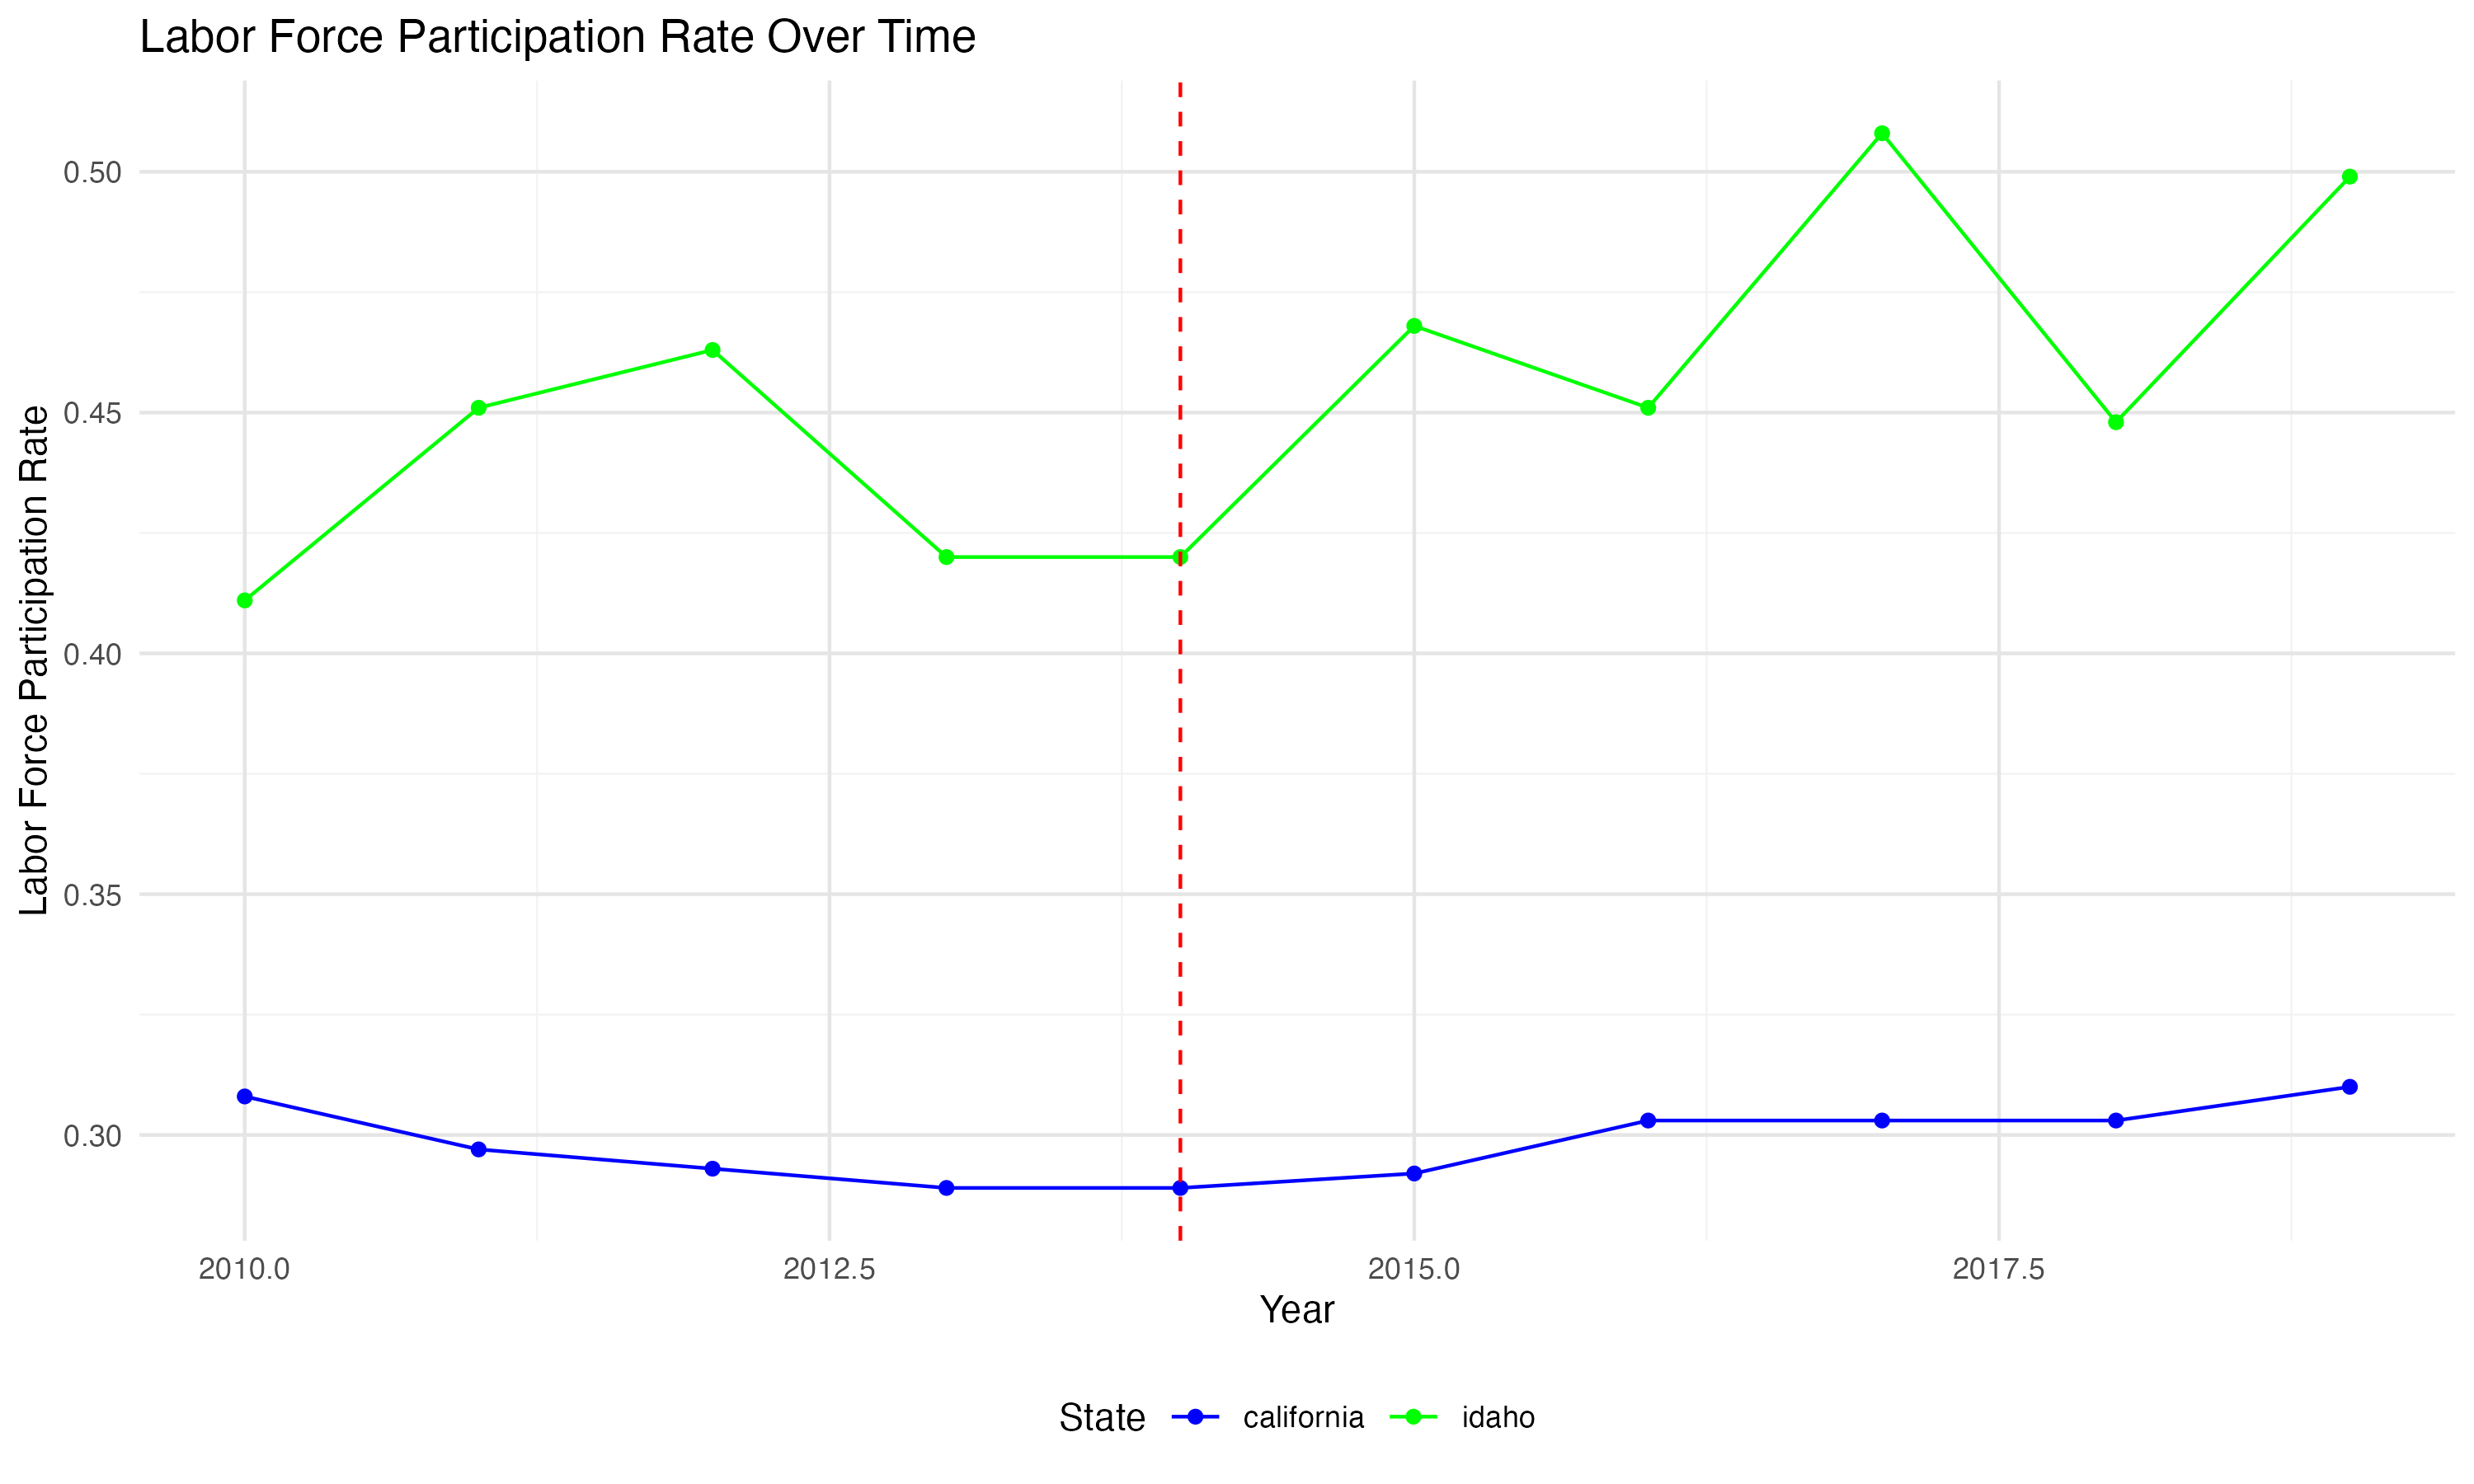 Labor Force Participation Rate Over Time
Labor Force Participation Rate
0.50
0.45
0.40
0.35
0.30
2010.0 2012.5 2015.0 2017.5
Year
State california idaho